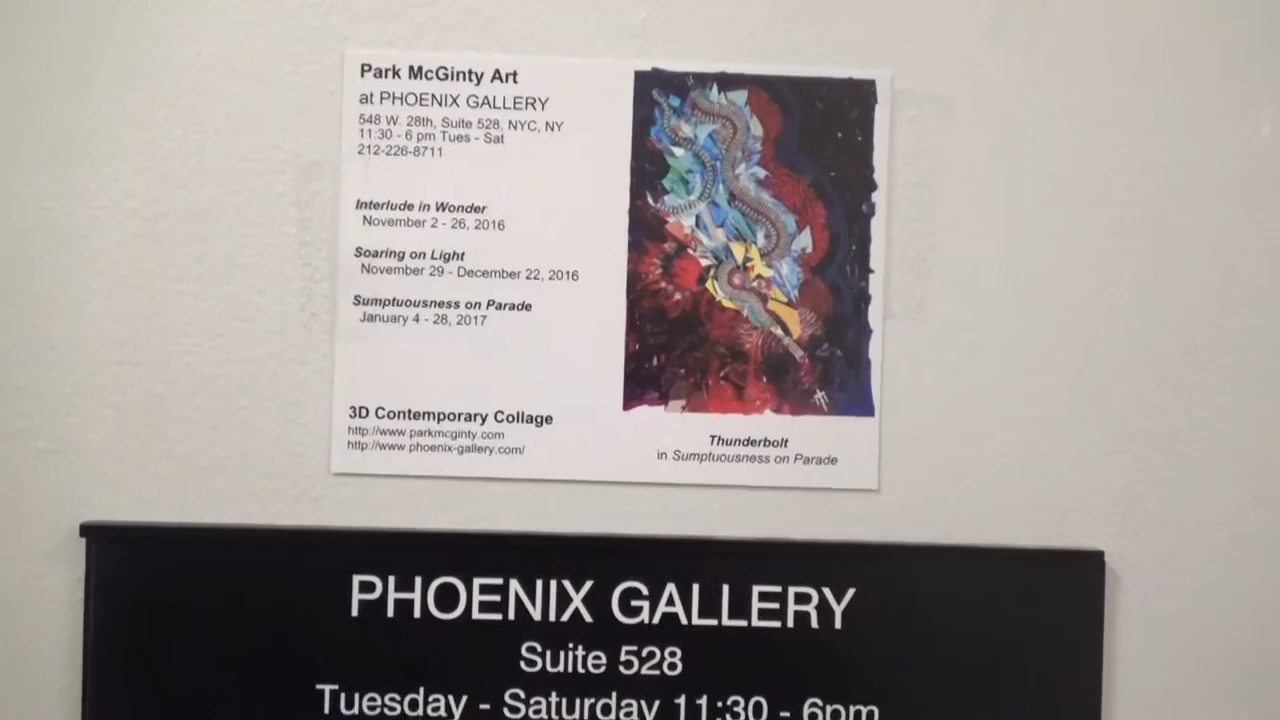 Park McGinty Art
at PHOENIX GALLERY
548 W. 28th, Suite 528, NYC, NY
11:30 - 6 pm Tues - Sat
212-226-8711
Interlude in Wonder
November 2 - 26, 2016
Soaring on Light
November 29 - December 22, 2016
Sumptuousness on Parade
January 4 - 28, 2017
3D Contemporary Collage
http://www.parkmcginty.com
http://www.phoenix-gallery.com/
Thunderbolt
in Sumptuousness on Parade
PHOENIX GALLERY
Suite 528
Tuesday - Saturday 11:30 - 6pm